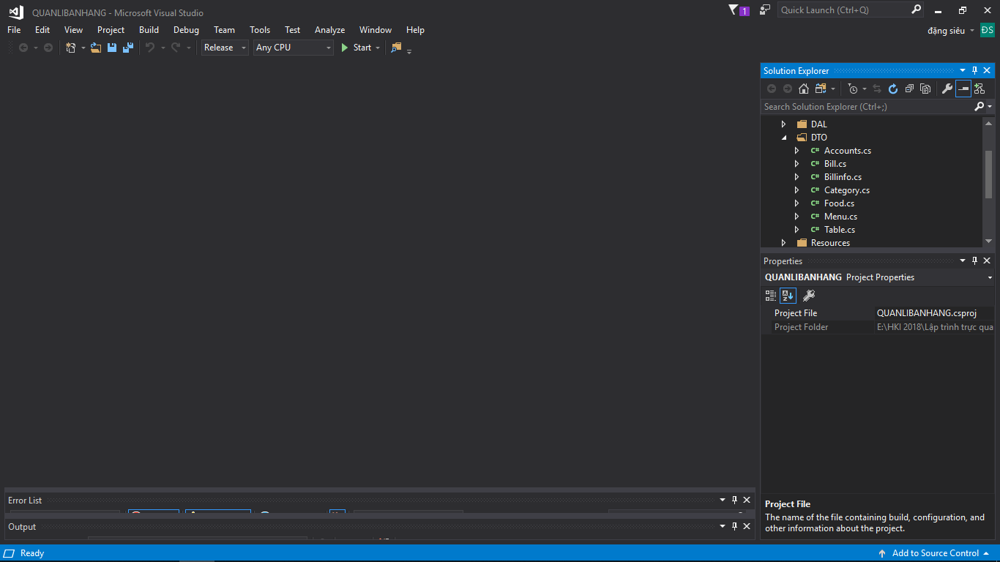 QUANLIBANHANG - Microsoft Visual Studio
1
Quick Launch (Ctrl+Q)
File Edit View Project Build Debug Team Tools Test Analyze Window Help
đặng siêu
ĐS
Release Any CPU Start
Solution Explorer
Search Solution Explorer (Ctrl+;)
DAL
DTO
C# Accounts.cs
C# Bill.cs
C# Billinfo.cs
C# Category.cs
C# Food.cs
C# Menu.cs
C# Table.cs
Resources
Properties
QUANLIBANHANG Project Properties
Project File QUANLIBANHANG.csproj
Project Folder E:\HKI 2018\Lập trình trực qua
Project File
The name of the file containing build, configuration, and
other information about the project.
Error List
Output
Ready
Add to Source Control